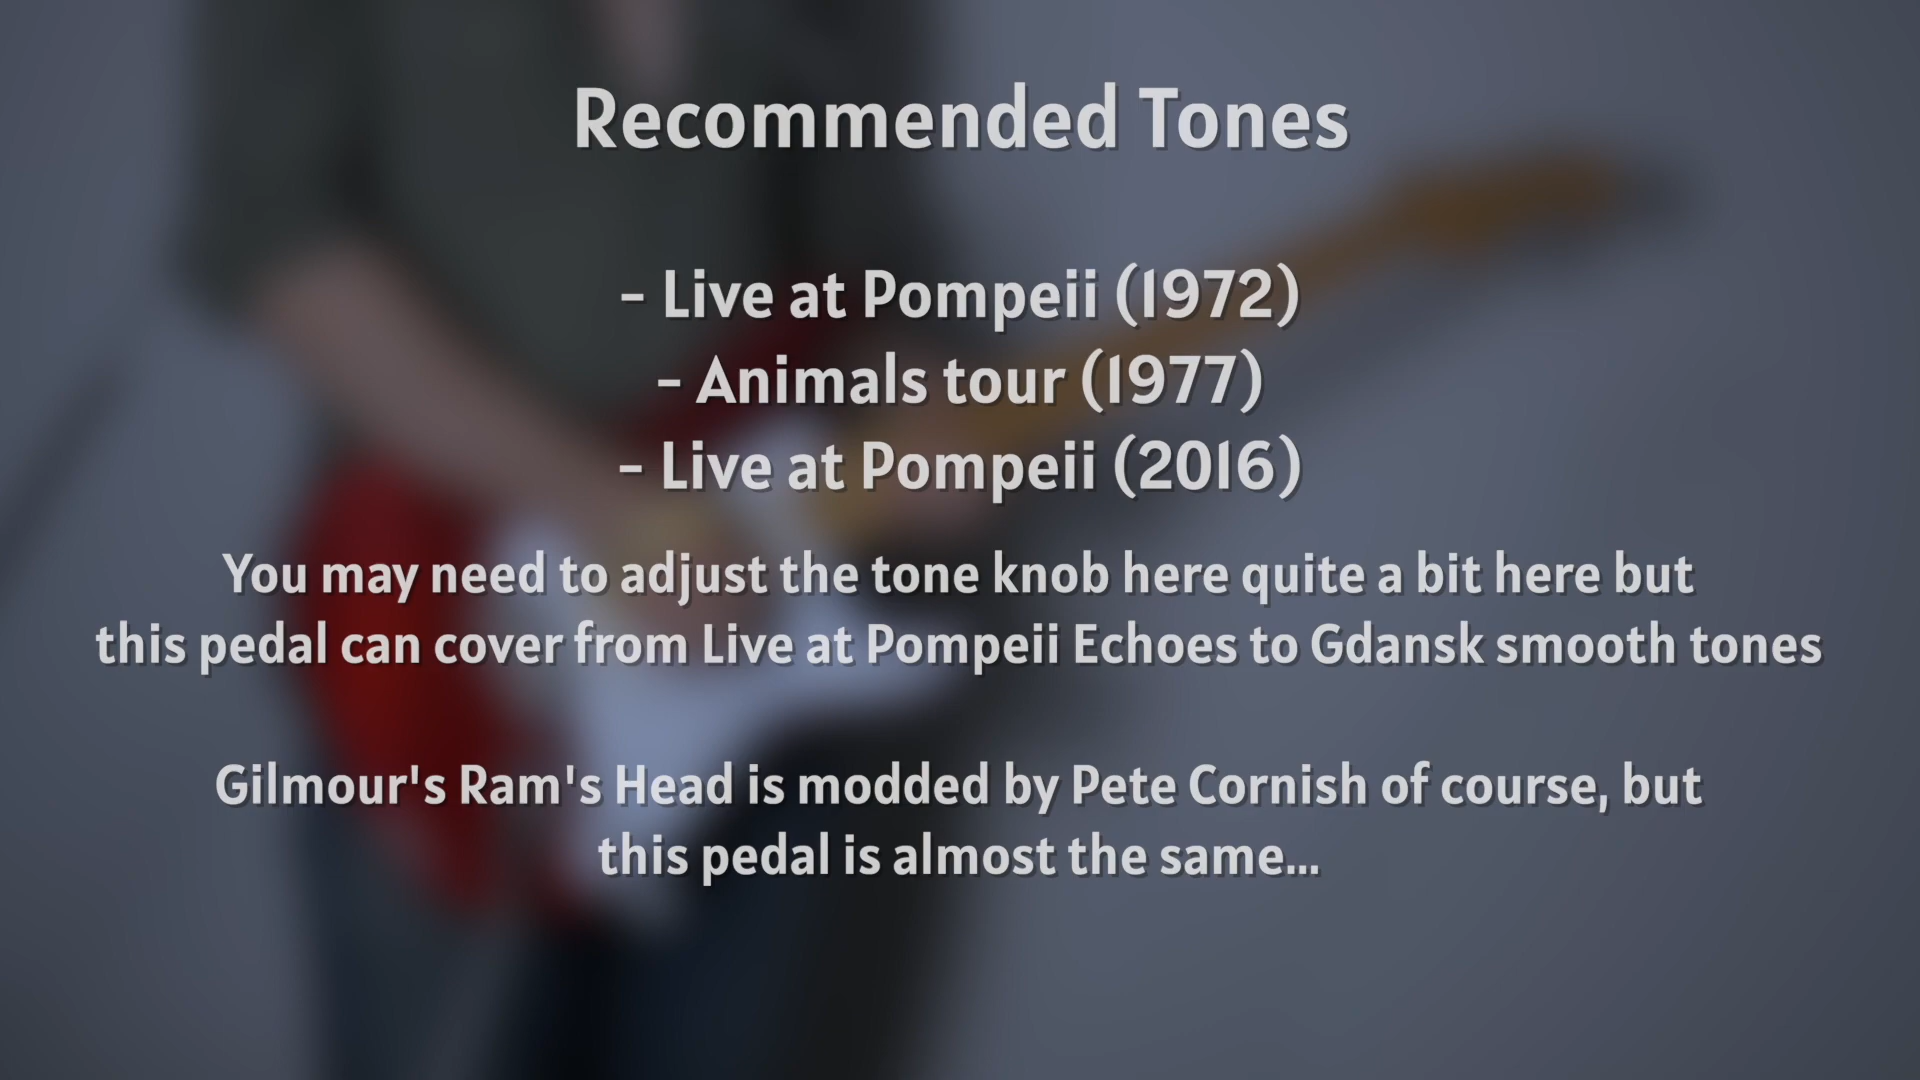 Recommended Tones
- Live at Pompeii (1972)
- Animals tour (1977)
- Live at Pompeii (2016)
You may need to adjust the tone knob here quite a bit here but
this pedal can cover from Live at Pompeii Echoes to Gdansk smooth tones
Gilmour's Ram's Head is modded by Pete Cornish of course, but
this pedal is almost the same...